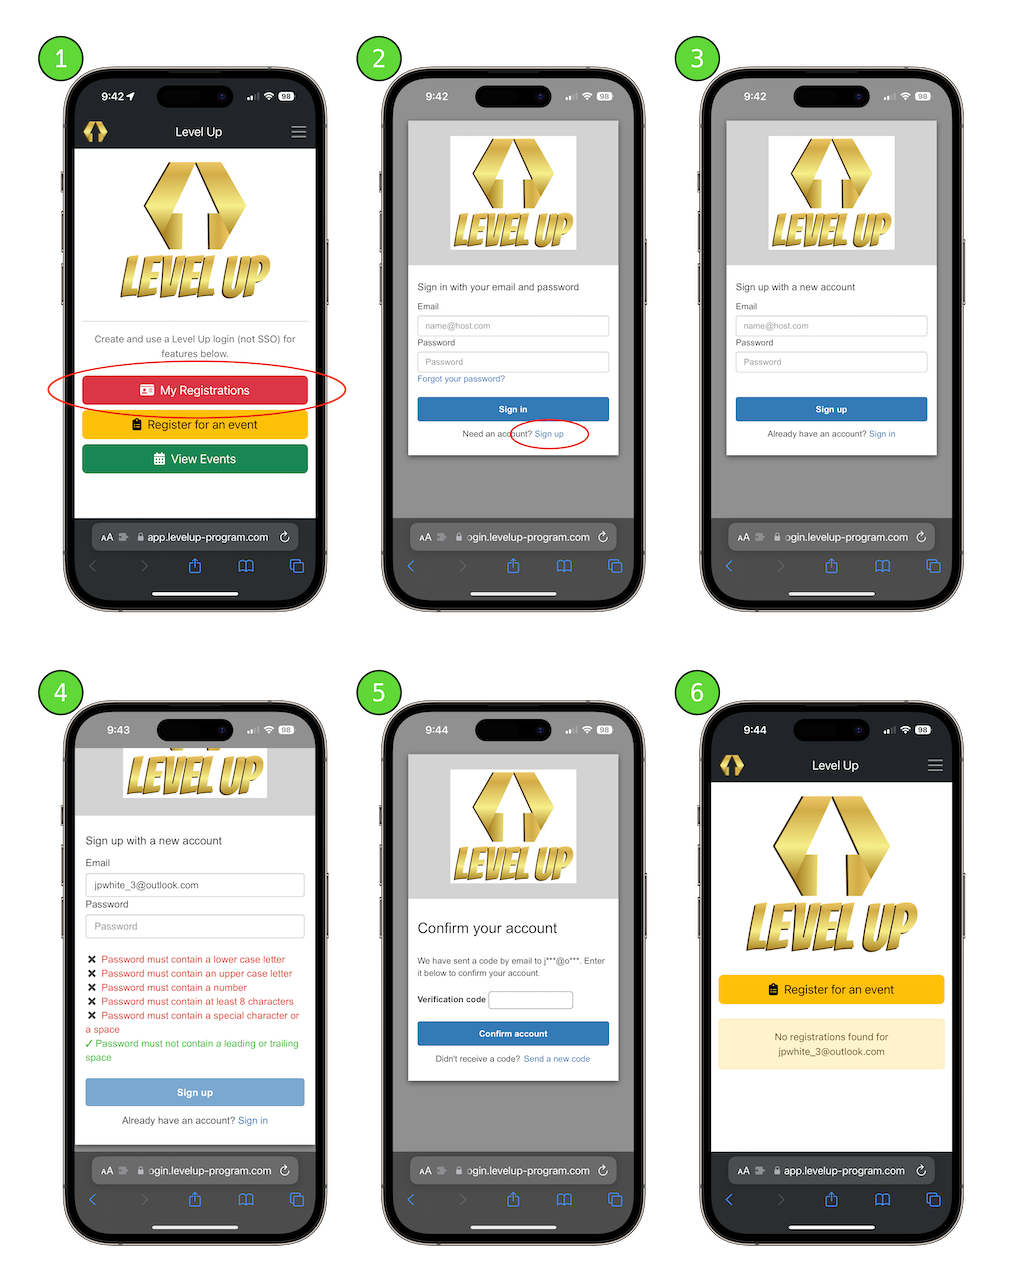 1
9:42
98
Level Up
LEVEL UP
Create and use a Level Up login (not SSO) for
features below.
My Registrations
Register for an event
View Events
AA
app.levelup-program.com
2
9:42
98
LEVEL UP
Sign in with your email and password
Email
name@host.com
Password
Password
Forgot your password?
Sign in
Need an account? Sign up
AA
ogin.levelup-program.com
3
9:42
98
LEVEL UP
Sign up with a new account
Email
name@host.com
Password
Password
Sign up
Already have an account? Sign in
AA
ogin.levelup-program.com
4
9:43
98
LEVEL UP
Sign up with a new account
Email
jpwhite_3@outlook.com
Password
Password
✖ Password must contain a lower case letter
✖ Password must contain an upper case letter
✖ Password must contain a number
✖ Password must contain at least 8 characters
✖ Password must contain a special character or
a space
✓ Password must not contain a leading or trailing
space
Sign up
Already have an account? Sign in
AA
ogin.levelup-program.com
5
9:44
98
LEVEL UP
Confirm your account
We have sent a code by email to j***@o***. Enter
it below to confirm your account.
Verification code
Confirm account
Didn't receive a code? Send a new code
AA
ogin.levelup-program.com
6
9:44
98
Level Up
LEVEL UP
Register for an event
No registrations found for
jpwhite_3@outlook.com
AA
app.levelup-program.com